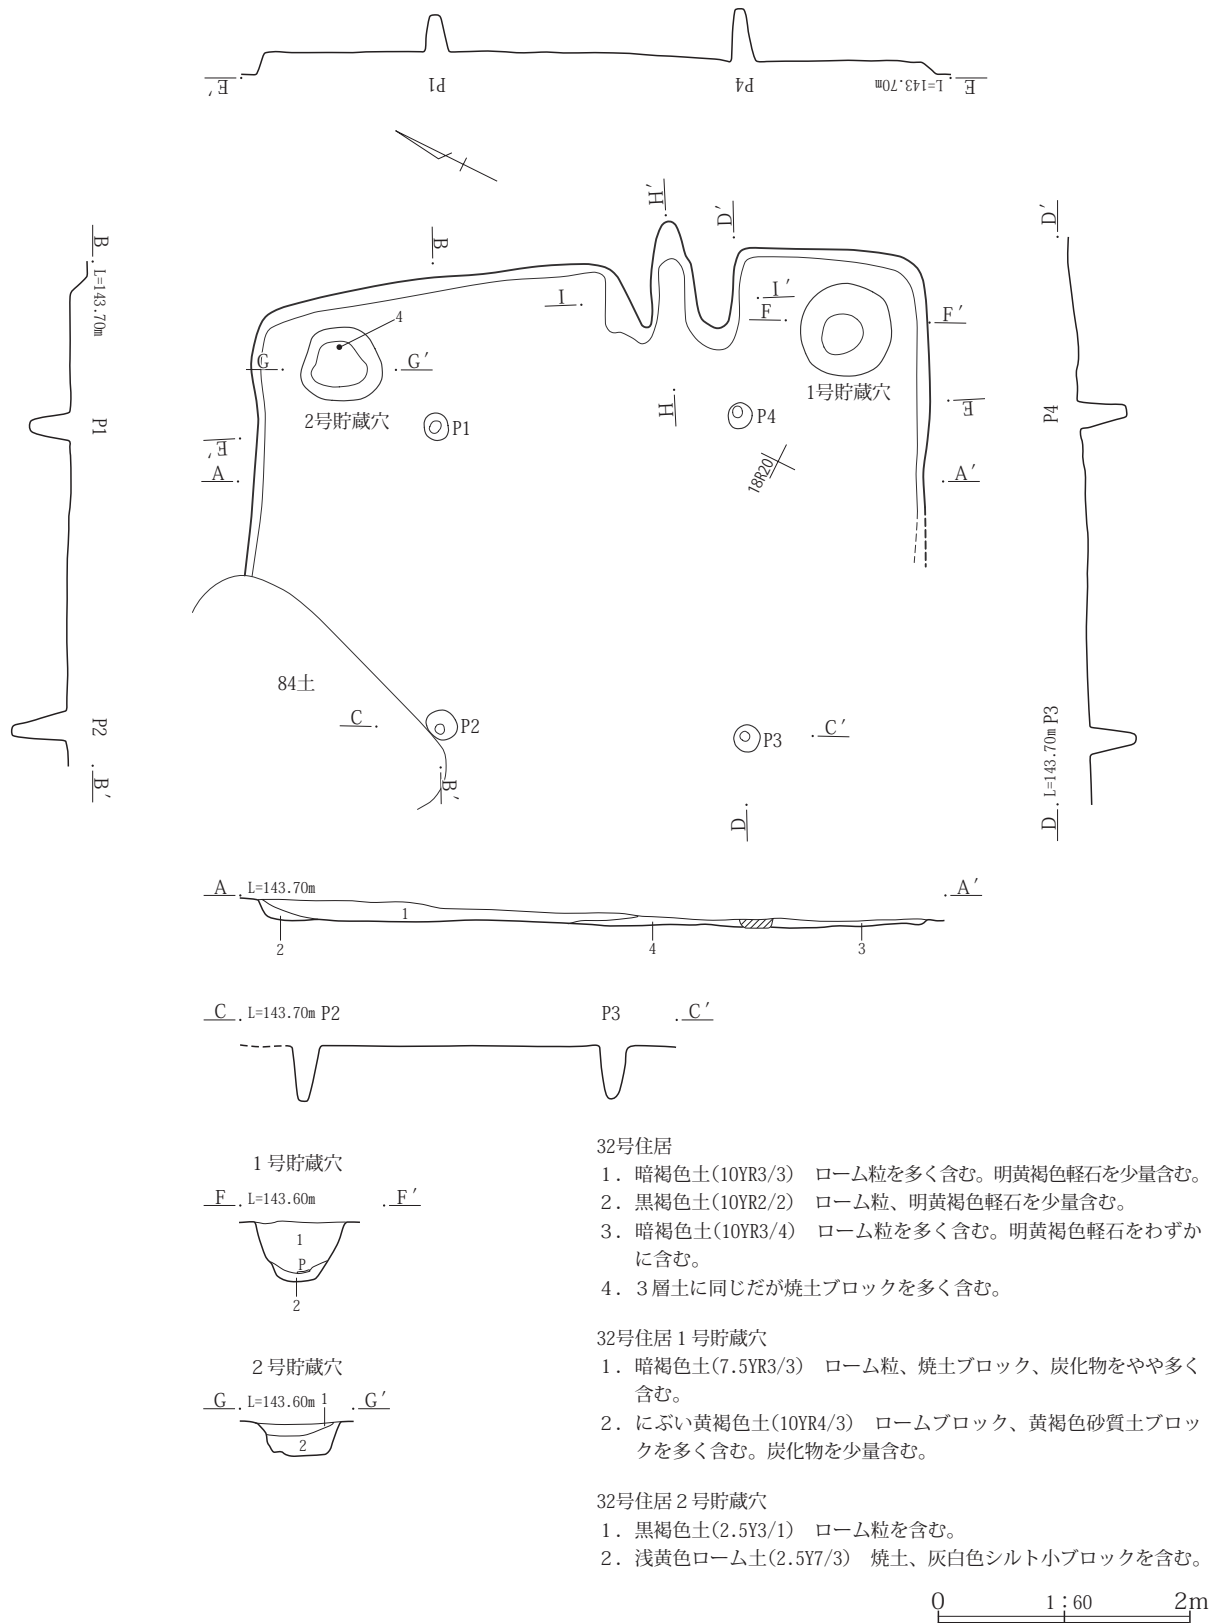 E′
P1
P4
L=143.70m
E
H′
D′
D′
B
B
L=143.70m
I
I′
F
F′
4
G
G′
2号貯蔵穴
1号貯蔵穴
H
E
P1
P1
P4
P4
E′
A
18R20
A′
84土
C
P2
P2
P3
C′
B′
B′
D
L=143.70m P3
D
A
L=143.70m
A′
1
2
4
3
C
L=143.70m P2
P3
C′
1号貯蔵穴
F
L=143.60m
F′
1
P
2
2号貯蔵穴
G
L=143.60m 1
G′
2
32号住居
1. 暗褐色土(10YR3/3) ローム粒を多く含む。明黄褐色軽石を少量含む。
2. 黒褐色土(10YR2/2) ローム粒、明黄褐色軽石を少量含む。
3. 暗褐色土(10YR3/4) ローム粒を多く含む。明黄褐色軽石をわずか
に含む。
4. 3層土に同じだが焼土ブロックを多く含む。
32号住居1号貯蔵穴
1. 暗褐色土(7.5YR3/3) ローム粒、焼土ブロック、炭化物をやや多く
含む。
2. にぶい黄褐色土(10YR4/3) ロームブロック、黄褐色砂質土ブロッ
クを多く含む。炭化物を少量含む。
32号住居2号貯蔵穴
1. 黒褐色土(2.5Y3/1) ローム粒を含む。
2. 浅黄色ローム土(2.5Y7/3) 焼土、灰白色シルト小ブロックを含む。
0 1:60 2m